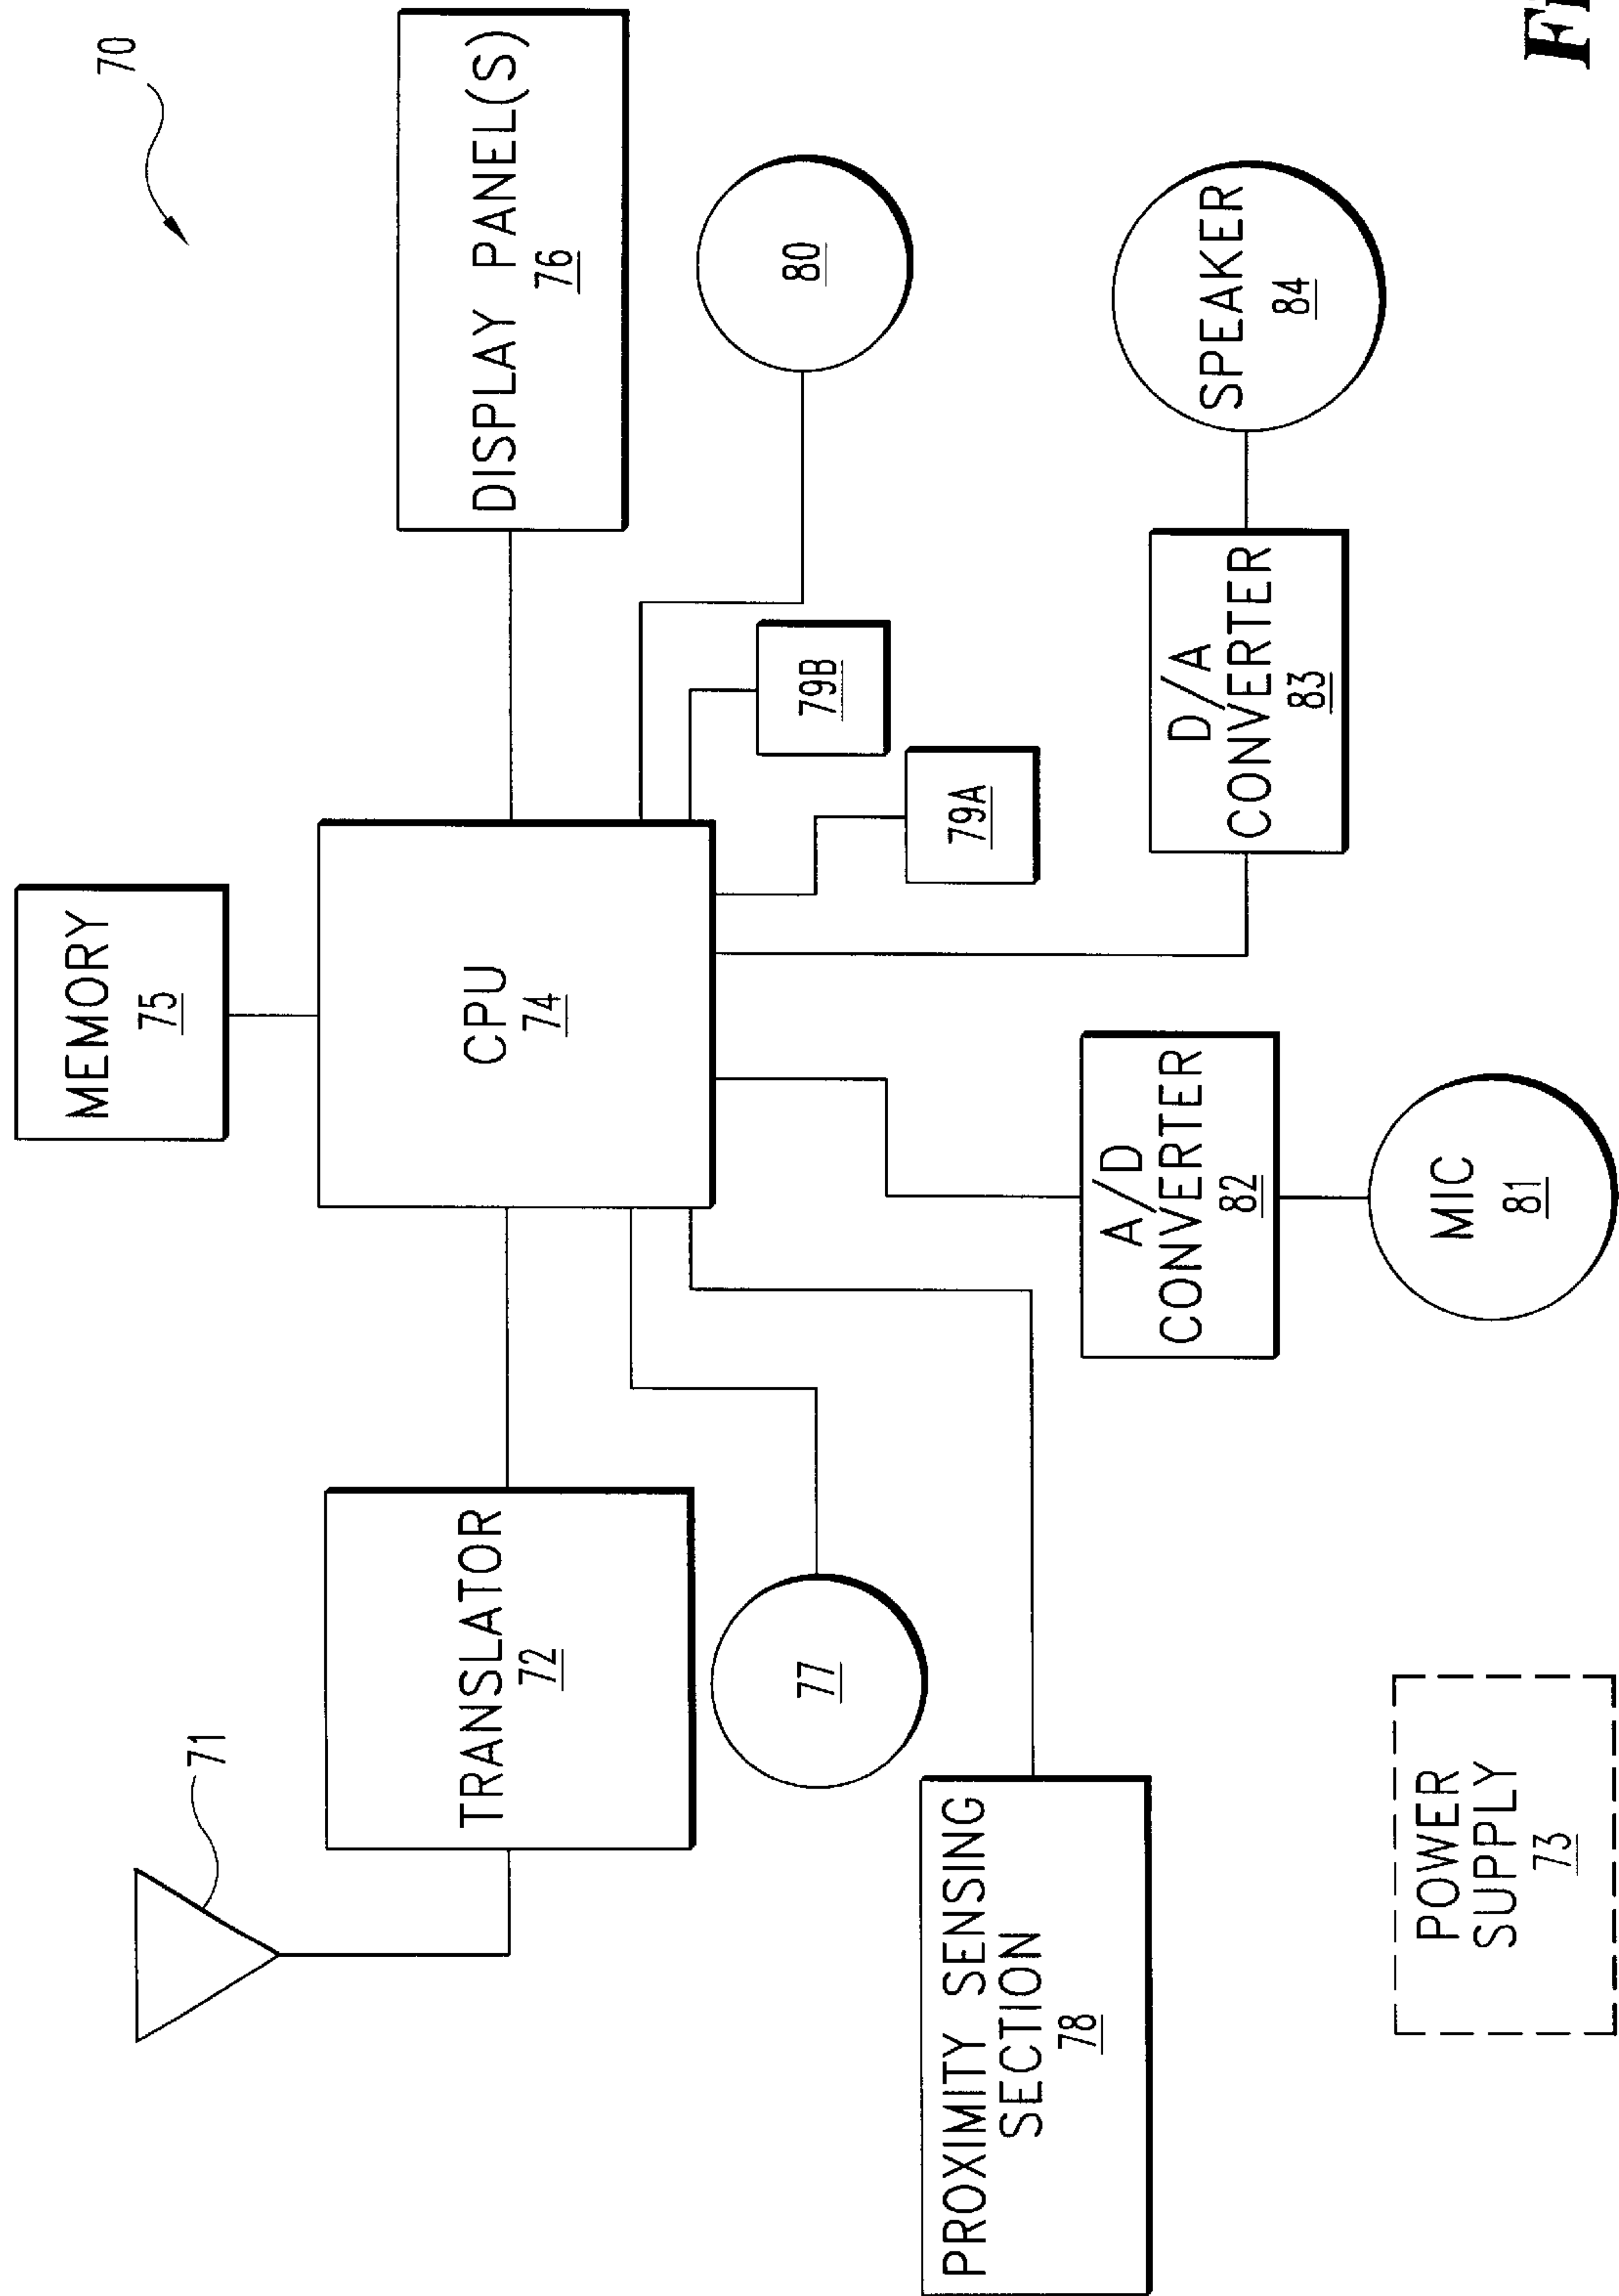 70
MEMORY
75
71
TRANSLATOR
72
CPU
74
DISPLAY PANEL(S)
76
77
79B
80
79A
PROXIMITY SENSING
SECTION
78
A/D
CONVERTER
82
D/A
CONVERTER
83
SPEAKER
84
MIC
81
POWER
SUPPLY
73